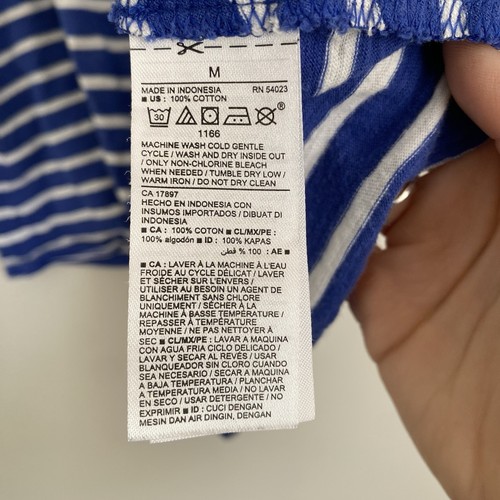 M
MADE IN INDONESIA RN 54023
■ US : 100% COTTON
30
®
1166
MACHINE WASH COLD GENTLE
CYCLE / WASH AND DRY INSIDE OUT
/ ONLY NON-CHLORINE BLEACH
WHEN NEEDED / TUMBLE DRY LOW /
WARM IRON / DO NOT DRY CLEAN
CA 17897
HECHO EN INDONESIA CON
INSUMOS IMPORTADOS / DIBUAT DI
INDONESIA
■ CA : 100% COTON ■ CL/MX/PE :
100% algodón ■ ID : 100% KAPAS
■ AE : 100 % قطن
■ CA : LAVER À LA MACHINE À L'EAU
FROIDE AU CYCLE DÉLICAT / LAVER
ET SÉCHER SUR L'ENVERS /
UTILISER AU BESOIN UN AGENT DE
BLANCHIMENT SANS CHLORE
UNIQUEMENT / SÉCHER À LA
MACHINE À BASSE TEMPÉRATURE /
REPASSER À TEMPÉRATURE
MOYENNE / NE PAS NETTOYER À
SEC ■ CL/MX/PE : LAVAR A MAQUINA
CON AGUA FRIA CICLO DELICADO /
LAVAR Y SECAR AL REVÉS / USAR
BLANQUEADOR SIN CLORO CUANDO
SEA NECESARIO / SECAR A MAQUINA
A BAJA TEMPERATURA / PLANCHAR
A TEMPERATURA MEDIA / NO LAVAR
EN SECO / USAR DETERGENTE / NO
EXPRIMIR ■ ID : CUCI DENGAN
MESIN DAN AIR DINGIN, DENGAN